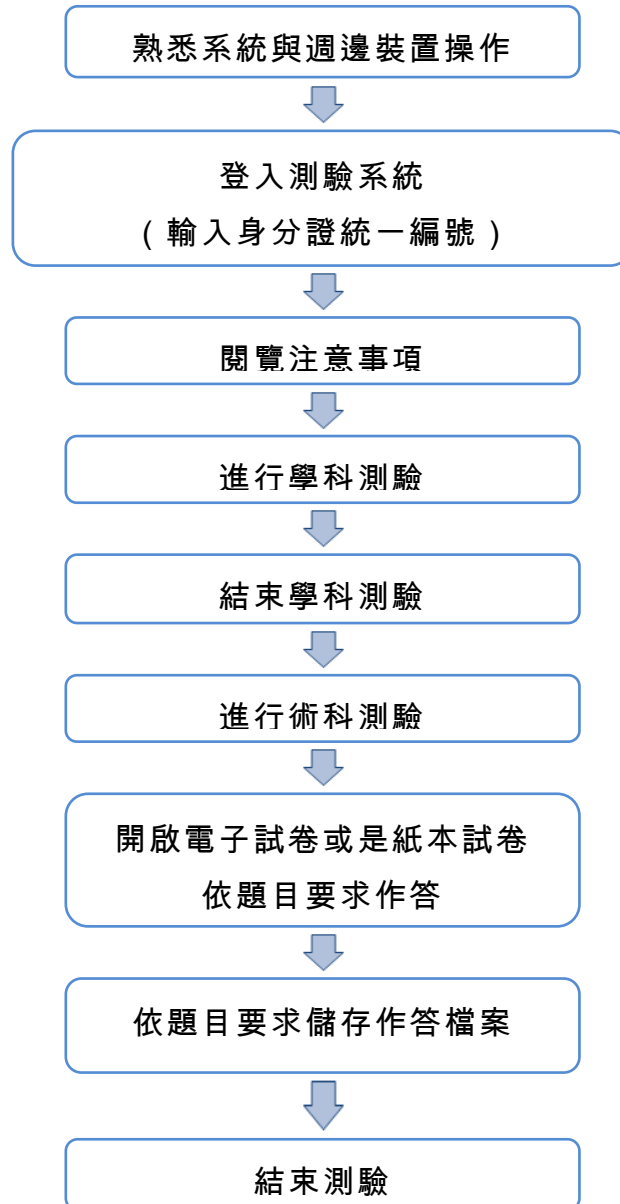 熟悉系統與週邊裝置操作
登入測驗系統
（輸入身分證統一編號）
閱覽注意事項
進行學科測驗
結束學科測驗
進行術科測驗
開啟電子試卷或是紙本試卷
依題目要求作答
依題目要求儲存作答檔案
結束測驗